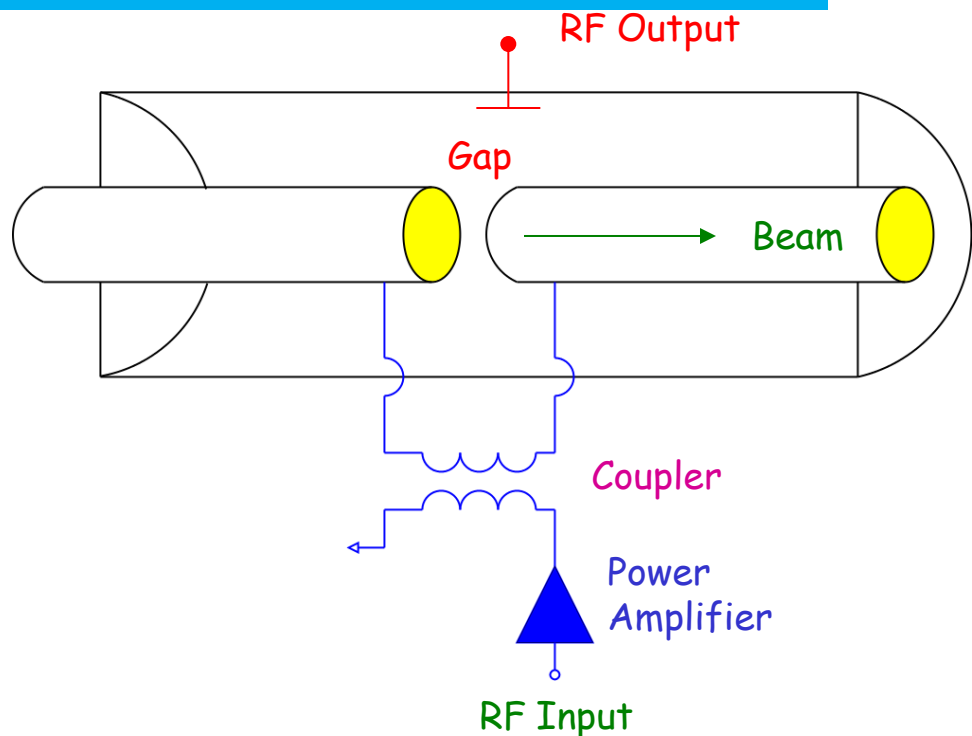 RF Output
Gap
Beam
Coupler
Power
Amplifier
RF Input